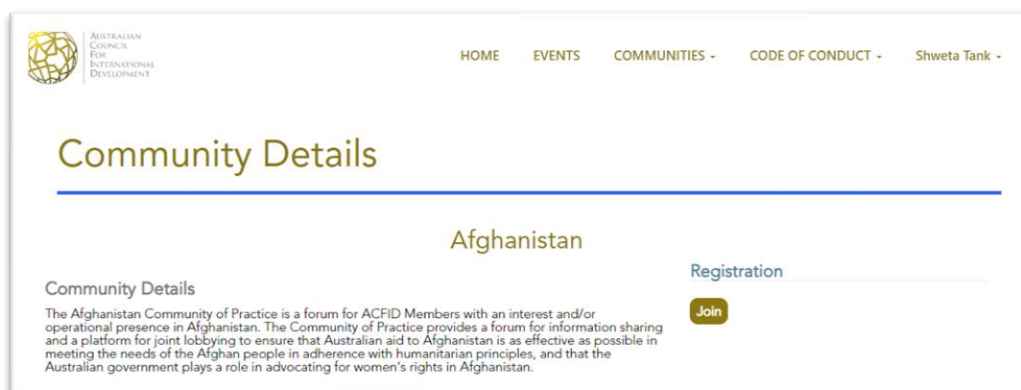 AUSTRALIAN
COUNCIL
FOR
INTERNATIONAL
DEVELOPMENT
HOME EVENTS COMMUNITIES - CODE OF CONDUCT - Shweta Tank -
Community Details
Afghanistan
Community Details
The Afghanistan Community of Practice is a forum for ACFID Members with an interest and/or
operational presence in Afghanistan. The Community of Practice provides a forum for information sharing
and a platform for joint lobbying to ensure that Australian aid to Afghanistan is as effective as possible in
meeting the needs of the Afghan people in adherence with humanitarian principles, and that the
Australian government plays a role in advocating for women's rights in Afghanistan.
Registration
Join